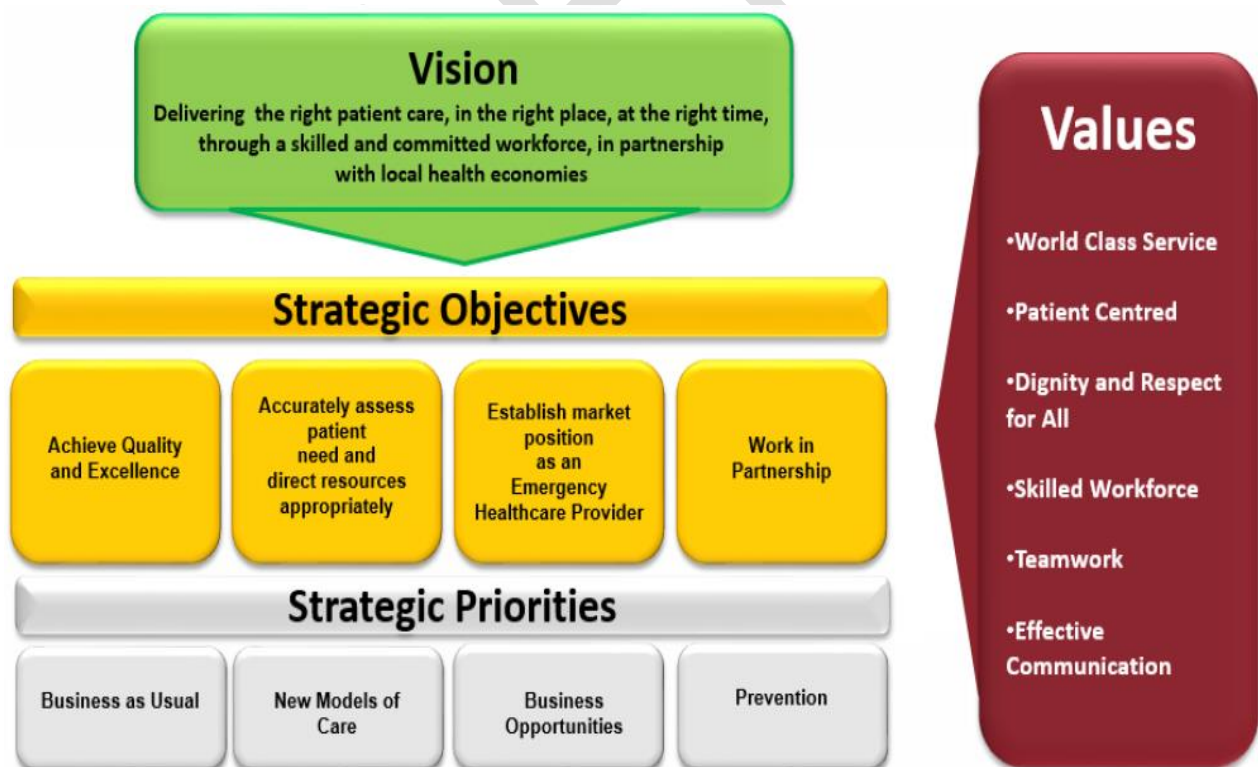 Vision
Delivering the right patient care, in the right place, at the right time,
through a skilled and committed workforce, in partnership
with local health economies
Strategic Objectives
Achieve Quality
and Excellence
Accurately assess
patient
need and
direct resources
appropriately
Establish market
position
as an
Emergency
Healthcare Provider
Work in
Partnership
Strategic Priorities
Business as Usual
New Models of
Care
Business
Opportunities
Prevention
Values
•World Class Service
•Patient Centred
•Dignity and Respect
for All
•Skilled Workforce
•Teamwork
•Effective
Communication